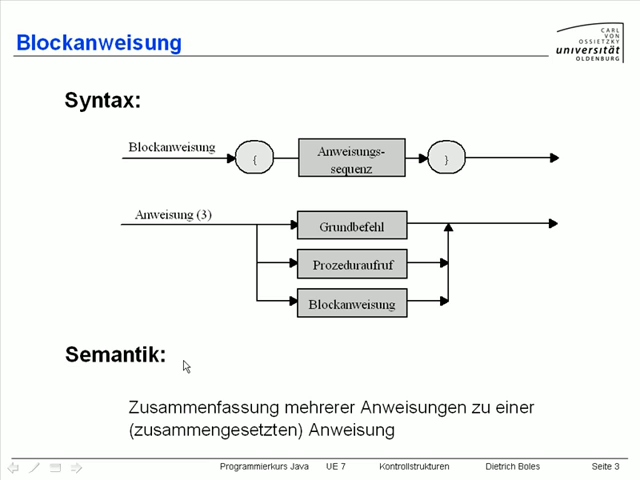 Blockanweisung
CARL
VON
OSSIETZKY
universität
OLDENBURG
Syntax:
Blockanweisung
{
Anweisungs-
sequenz
}
Anweisung (3)
Grundbefehl
Prozeduraufruf
Blockanweisung
Semantik:
Zusammenfassung mehrerer Anweisungen zu einer
(zusammengesetzten) Anweisung
Programmierkurs Java UE 7 Kontrollstrukturen Dietrich Boles Seite 3